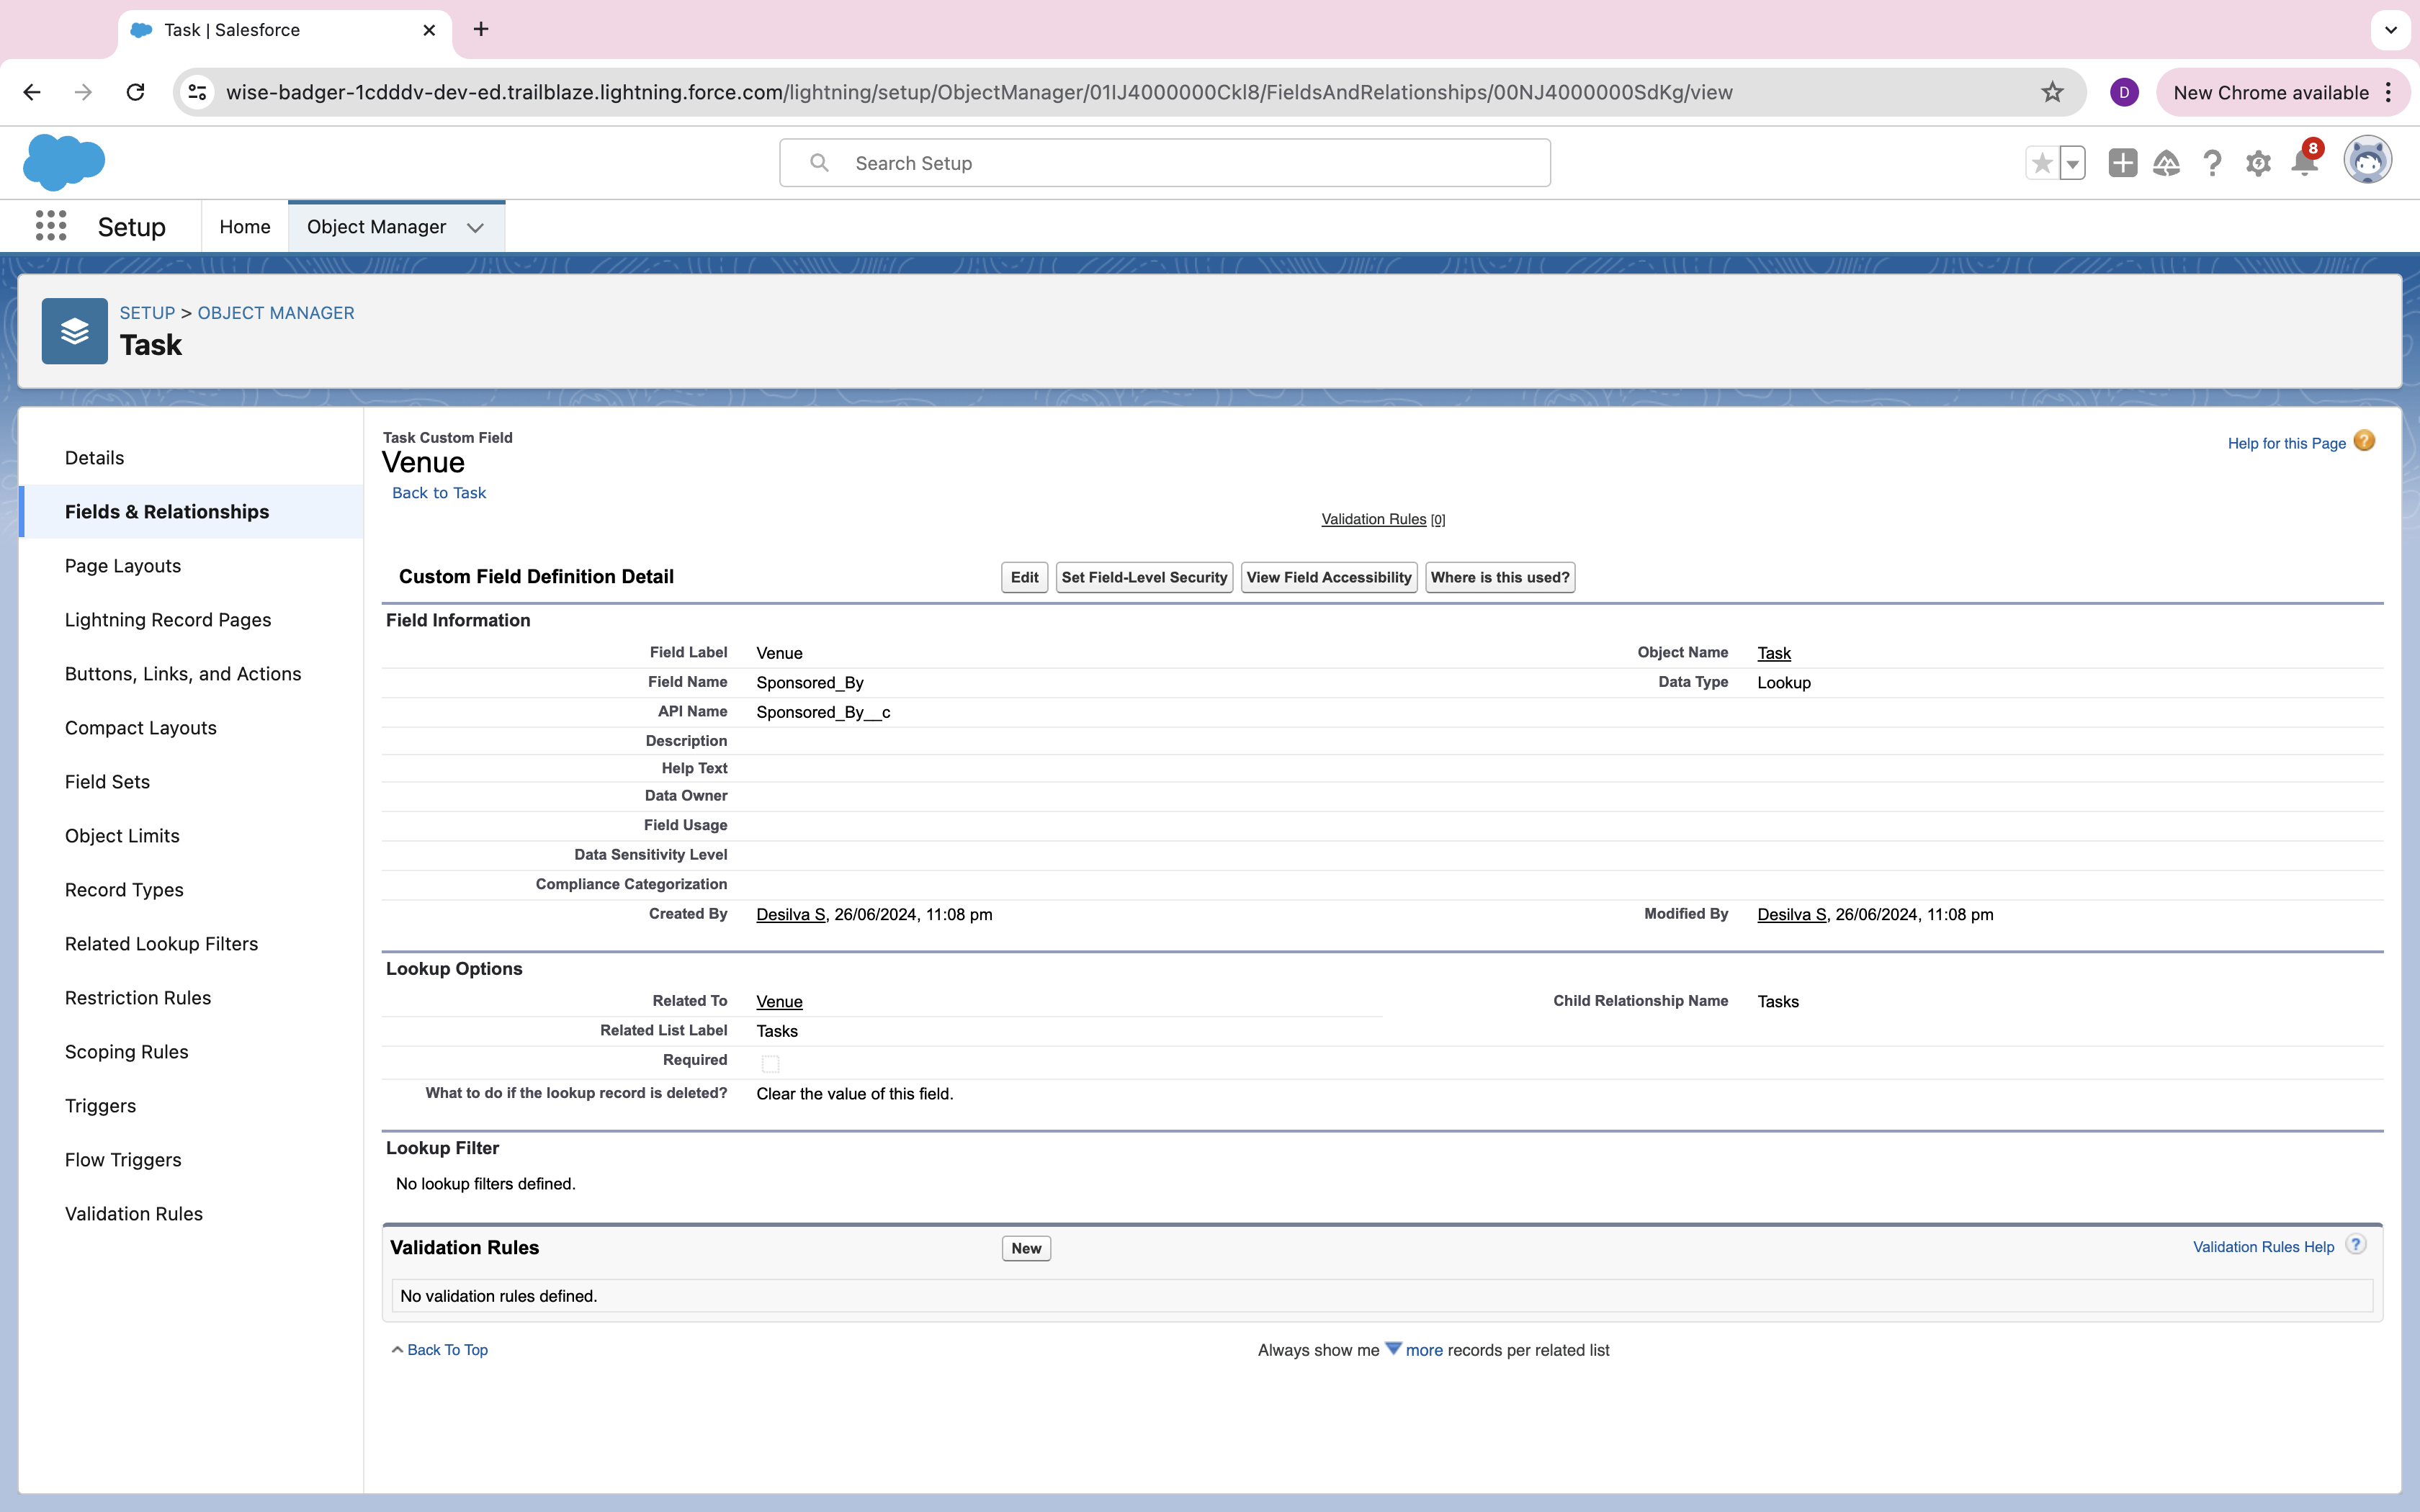 Task | Salesforce
wise-badger-1cdddv-dev-ed.trailblaze.lightning.force.com/lightning/setup/ObjectManager/01IJ4000000Ckl8/FieldsAndRelationships/00NJ4000000SdKg/view
D
New Chrome available
Search Setup
8
Setup
Home
Object Manager
SETUP > OBJECT MANAGER
Task
Details
Fields & Relationships
Page Layouts
Lightning Record Pages
Buttons, Links, and Actions
Compact Layouts
Field Sets
Object Limits
Record Types
Related Lookup Filters
Restriction Rules
Scoping Rules
Triggers
Flow Triggers
Validation Rules
Task Custom Field
Venue
Back to Task
Help for this Page
Validation Rules [0]
Custom Field Definition Detail
Edit
Set Field-Level Security
View Field Accessibility
Where is this used?
Field Information
Field Label Venue
Object Name Task
Field Name Sponsored_By
Data Type Lookup
API Name Sponsored_By__c
Description
Help Text
Data Owner
Field Usage
Data Sensitivity Level
Compliance Categorization
Created By Desilva S, 26/06/2024, 11:08 pm
Modified By Desilva S, 26/06/2024, 11:08 pm
Lookup Options
Related To Venue
Child Relationship Name Tasks
Related List Label Tasks
Required
What to do if the lookup record is deleted? Clear the value of this field.
Lookup Filter
No lookup filters defined.
Validation Rules
New
Validation Rules Help ?
No validation rules defined.
Back To Top
Always show me more records per related list